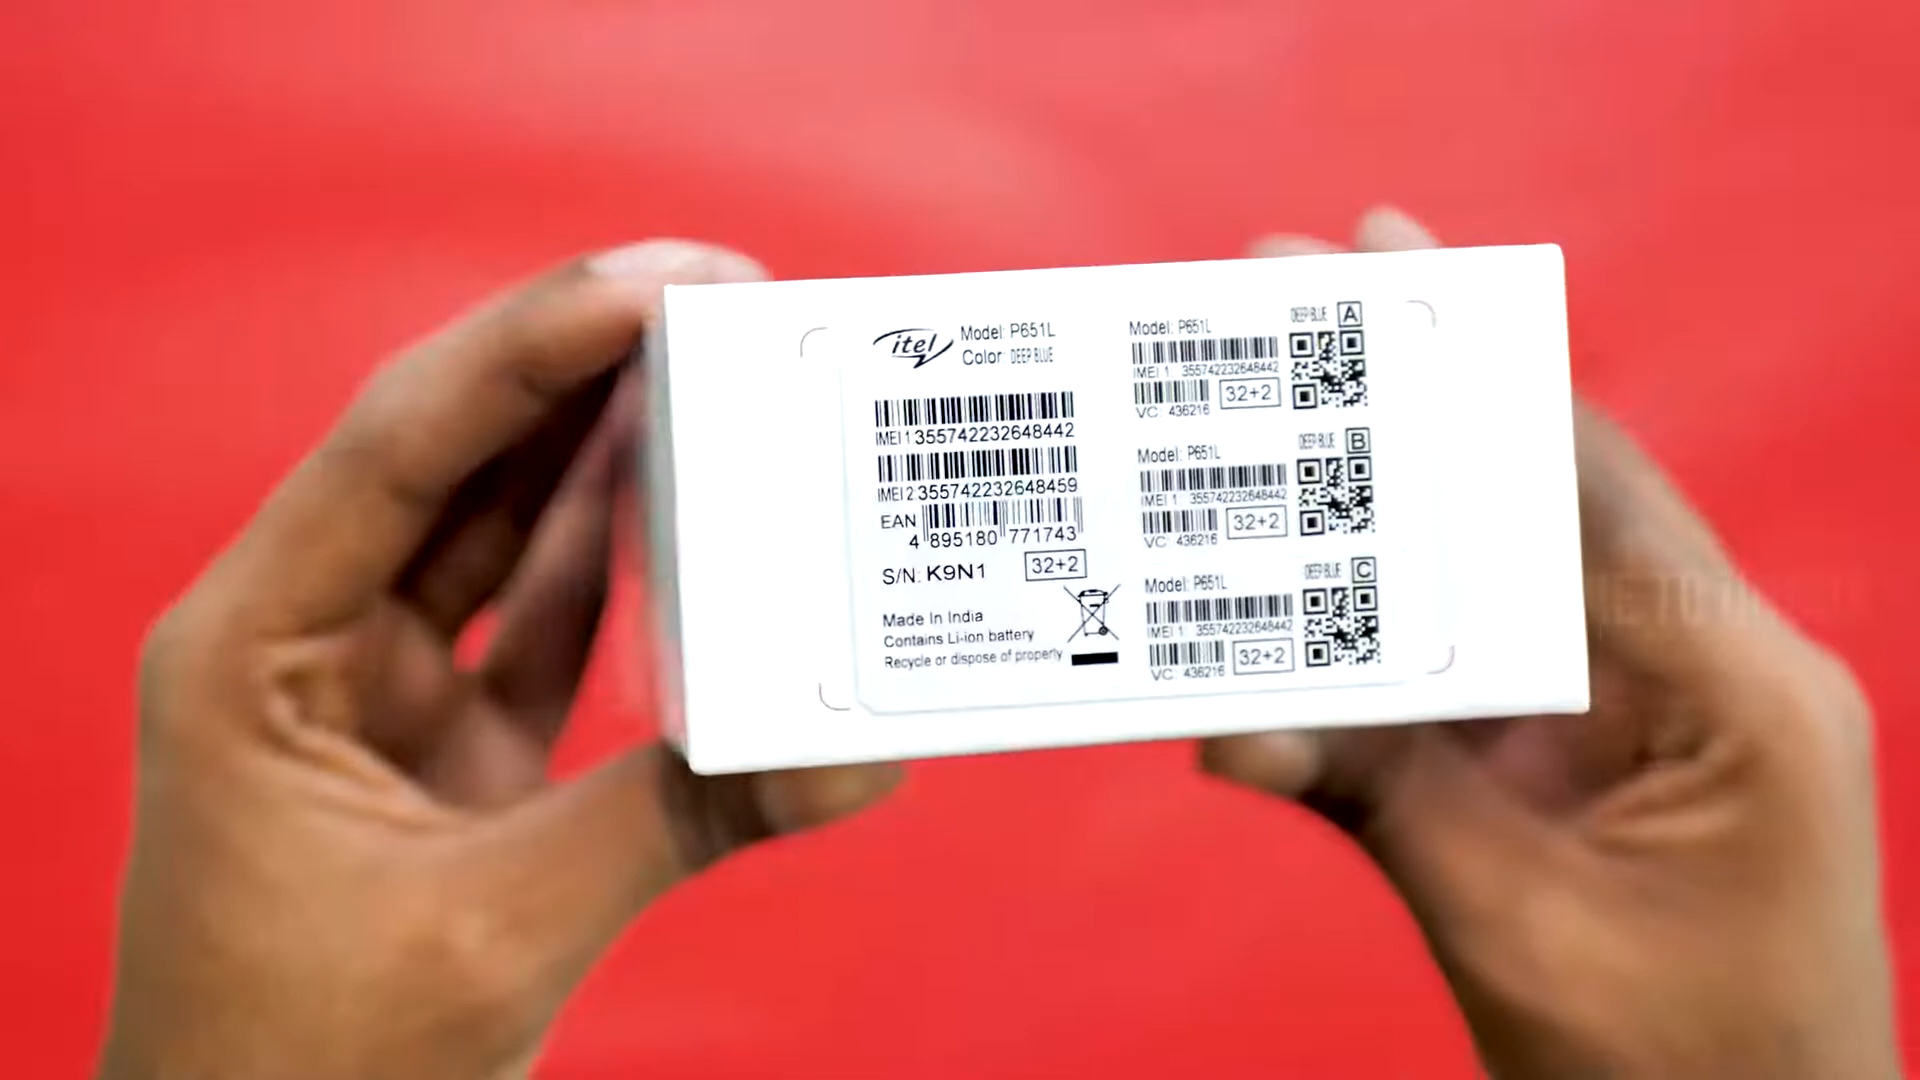 itel
Model: P651L
Color: DEEP BLUE
IMEI 1 355742232648442
IMEI 2 355742232648459
EAN
4 895180 771743
S/N: K9N1
32+2
Made In India
Contains Li-ion battery
Recycle or dispose of properly
Model: P651L
DEEP BLUE A
IMEI 1: 355742232648442
VC: 436216
32+2
Model: P651L
DEEP BLUE B
IMEI 1: 355742232648442
VC: 436216
32+2
Model: P651L
DEEP BLUE C
IMEI 1: 355742232648442
VC: 436216
32+2